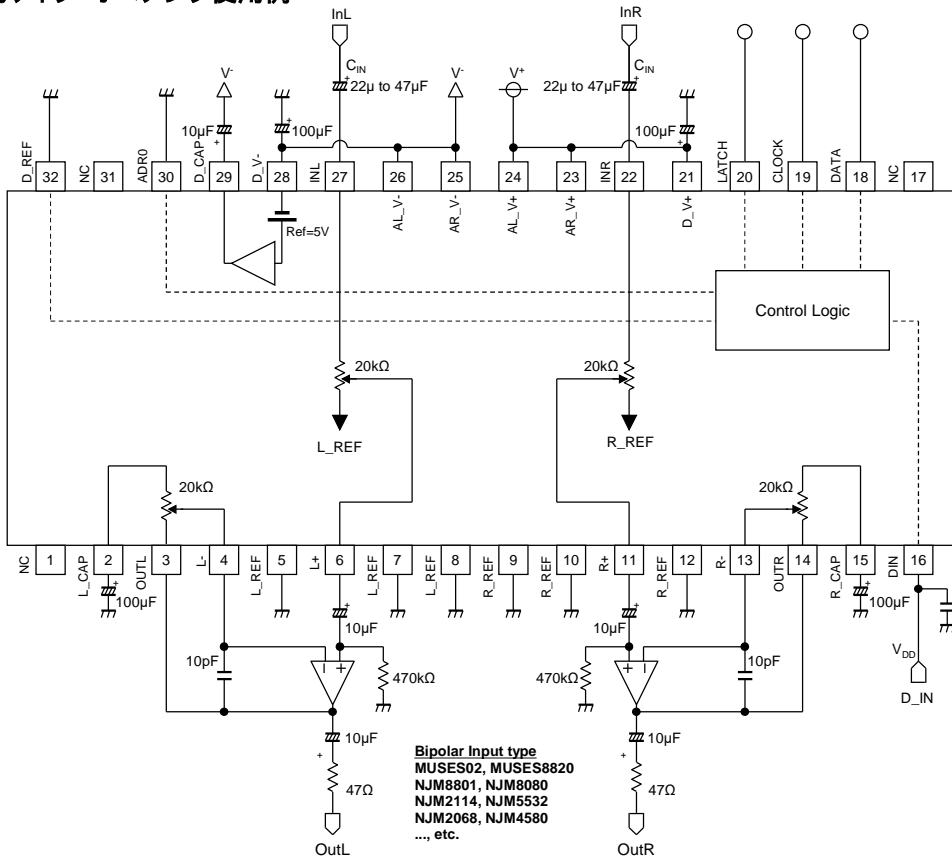 InL
InR
C_IN
22µ to 47µF
V-
10µF
V-
100µF
V+
C_IN
22µ to 47µF
100µF
D_REF
NC
ADR0
D_CAP-
D_V-
INL
INR
LATCH
CLOCK
DATA
NC
32
31
30
29
28
27
26
25
24
23
22
21
20
19
18
17
AL_V-
AR_V-
AL_V+
AR_V+
D_V+
Ref=5V
Control Logic
20kΩ
20kΩ
L_REF
R_REF
20kΩ
20kΩ
1
2
3
4
5
6
7
8
9
10
11
12
13
14
15
16
NC
L_CAP
OUTL
L-
L_REF
L+
L_REF
L_REF
R_REF
R_REF
R+
R_REF
R-
OUTR
R_CAP
DIN
100µF
10µF
10µF
100µF
10pF
470kΩ
470kΩ
10pF
V_DD
D_IN
10µF
10µF
47Ω
47Ω
Bipolar Input type
MUSES02, MUSES8820
NJM8801, NJM8080
NJM2114, NJM5532
NJM2068, NJM4580
..., etc.
OutL
OutR